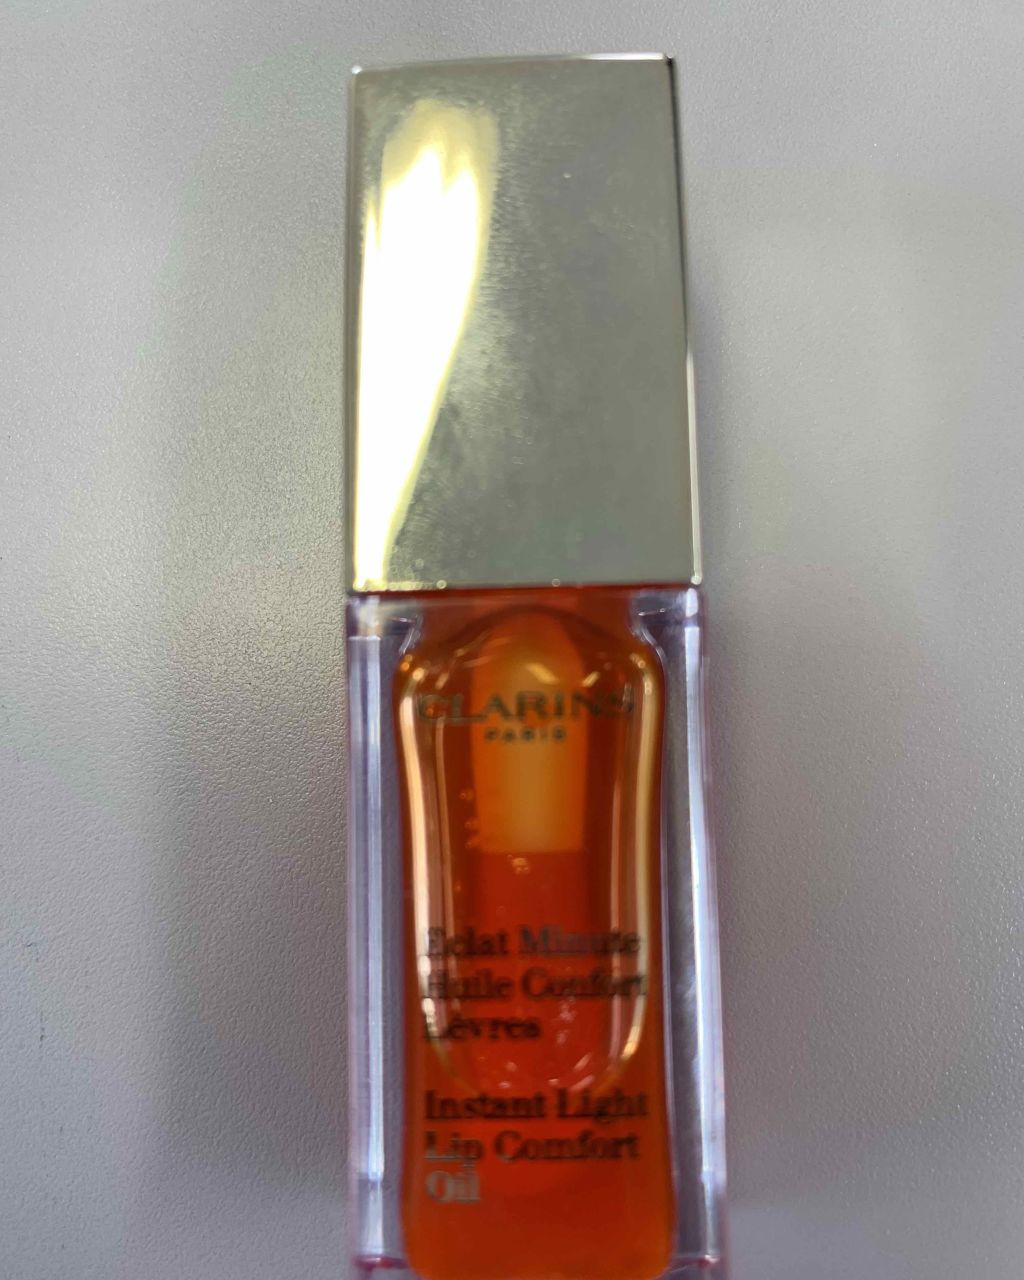 CLARINS
PARIS
Eclat Minute
Huile Confort
Lèvres
Instant Light
Lip Comfort
Oil